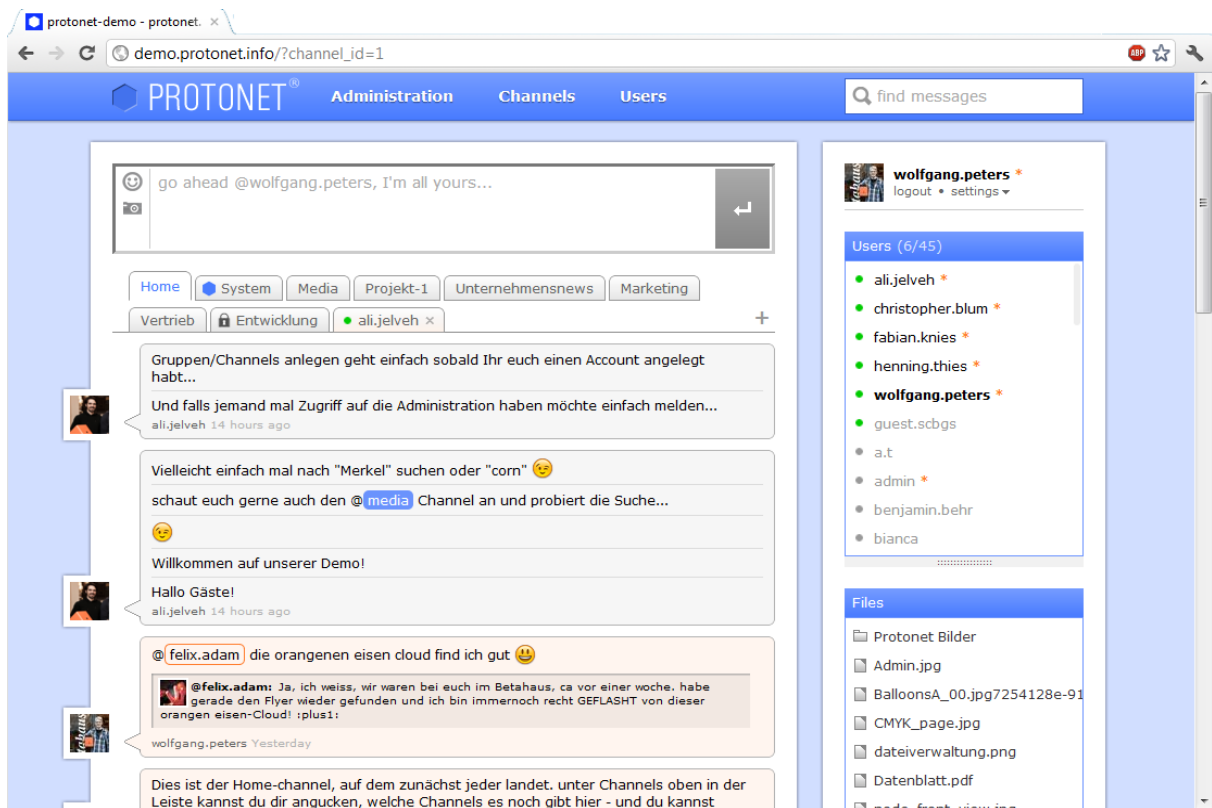 protonet-demo - protonet.
demo.protonet.info/?channel_id=1
ABP
PROTONET®
Administration
Channels
Users
find messages
go ahead @wolfgang.peters, I'm all yours...
Home
System
Media
Projekt-1
Unternehmensnews
Marketing
Vertrieb
Entwicklung
ali.jelveh ×
+
Gruppen/Channels anlegen geht einfach sobald Ihr euch einen Account angelegt
habt...
Und falls jemand mal Zugriff auf die Administration haben möchte einfach melden...
ali.jelveh 14 hours ago
Vielleicht einfach mal nach "Merkel" suchen oder "corn"
schaut euch gerne auch den @media Channel an und probiert die Suche...
Willkommen auf unserer Demo!
Hallo Gäste!
ali.jelveh 14 hours ago
@felix.adam die orangenen eisen cloud find ich gut
@felix.adam: Ja, ich weiss, wir waren bei euch im Betahaus, ca vor einer woche. habe
gerade den Flyer wieder gefunden und ich bin immernoch recht GEFLASHT von dieser
orangen eisen-Cloud! :plus1:
wolfgang.peters Yesterday
Dies ist der Home-channel, auf dem zunächst jeder landet. unter Channels oben in der
Leiste kannst du dir angucken, welche Channels es noch gibt hier - und du kannst
wolfgang.peters *
logout • settings
Users (6/45)
ali.jelveh *
christopher.blum *
fabian.knies *
henning.thies *
wolfgang.peters *
guest.scbgs
a.t
admin *
benjamin.behr
bianca
Files
Protonet Bilder
Admin.jpg
BalloonsA_00.jpg7254128e-91
CMYK_page.jpg
dateiverwaltung.png
Datenblatt.pdf